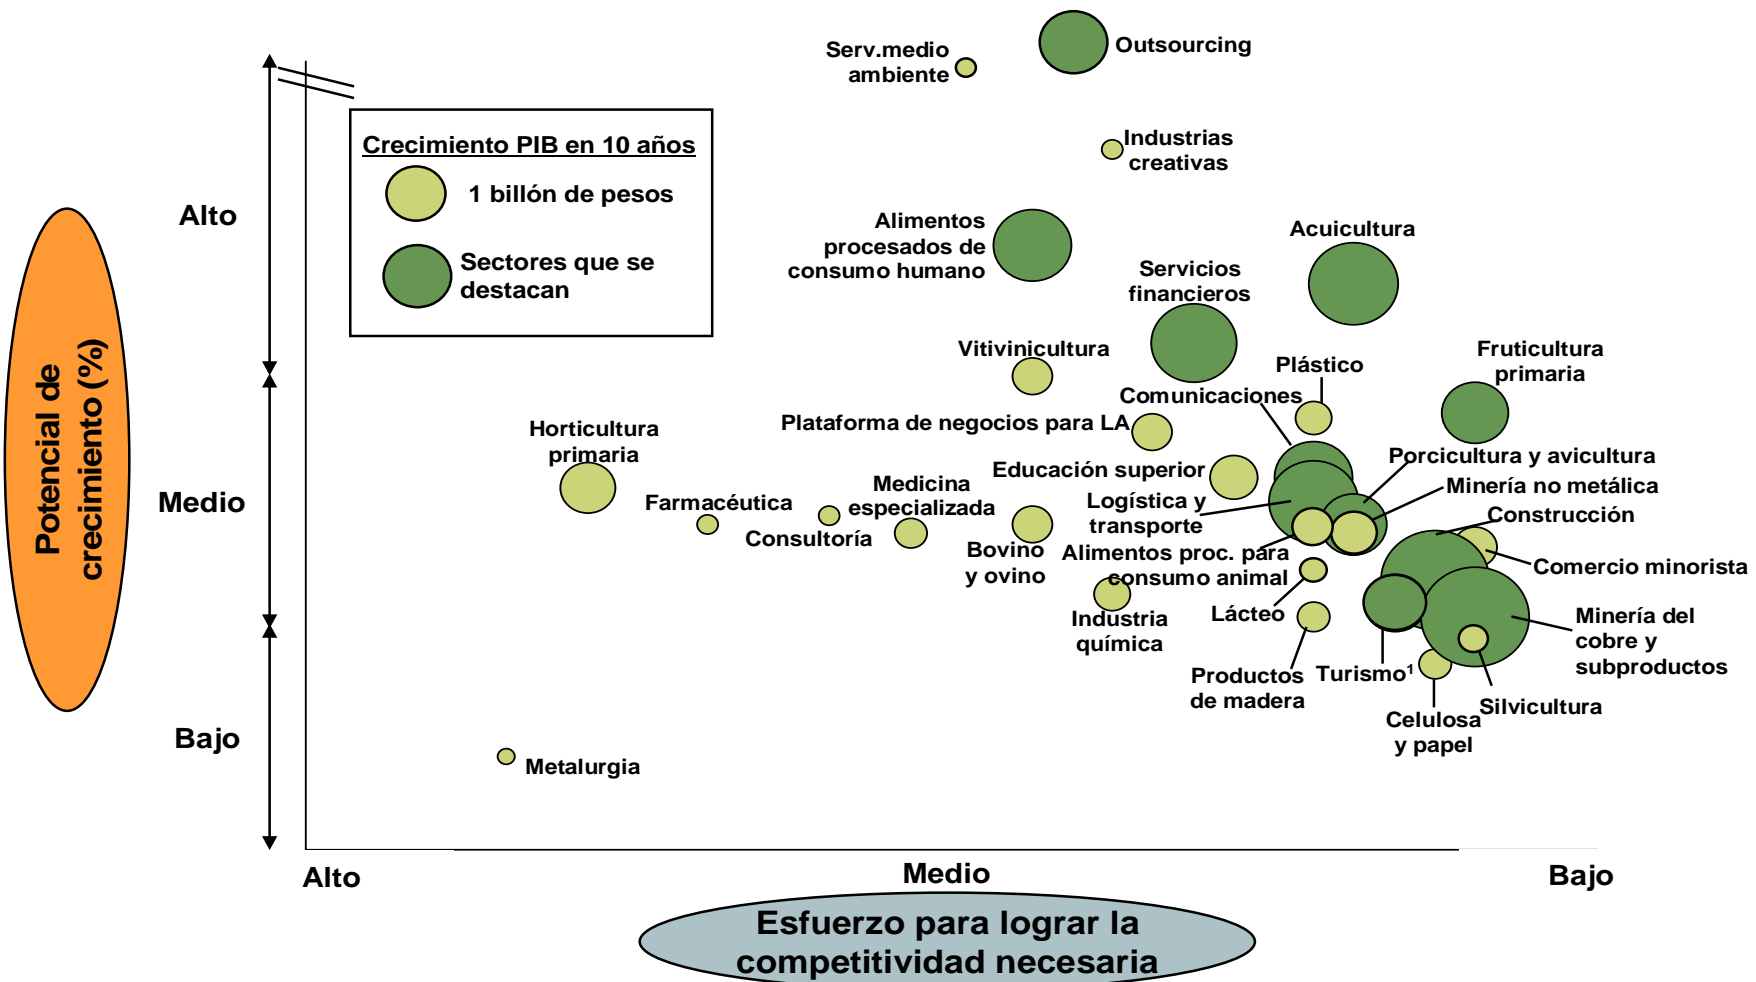 Serv.medio
ambiente
Outsourcing
Crecimiento PIB en 10 años
1 billón de pesos
Sectores que se
destacan
Industrias
creativas
Alto
Alimentos
procesados de
consumo humano
Acuicultura
Servicios
financieros
Potencial de
crecimiento (%)
Vitivinicultura
Plástico
Fruticultura
primaria
Comunicaciones
Plataforma de negocios para LA
Horticultura
primaria
Educación superior
Porcicultura y avicultura
Medio
Farmacéutica
Medicina
especializada
Logística y
transporte
Minería no metálica
Construcción
Consultoría
Bovino
y ovino
Alimentos proc. para
consumo animal
Comercio minorista
Industria
química
Lácteo
Minería del
cobre y
subproductos
Productos
de madera
Turismo¹
Celulosa
y papel
Silvicultura
Bajo
Metalurgia
Alto
Medio
Bajo
Esfuerzo para lograr la
competitividad necesaria